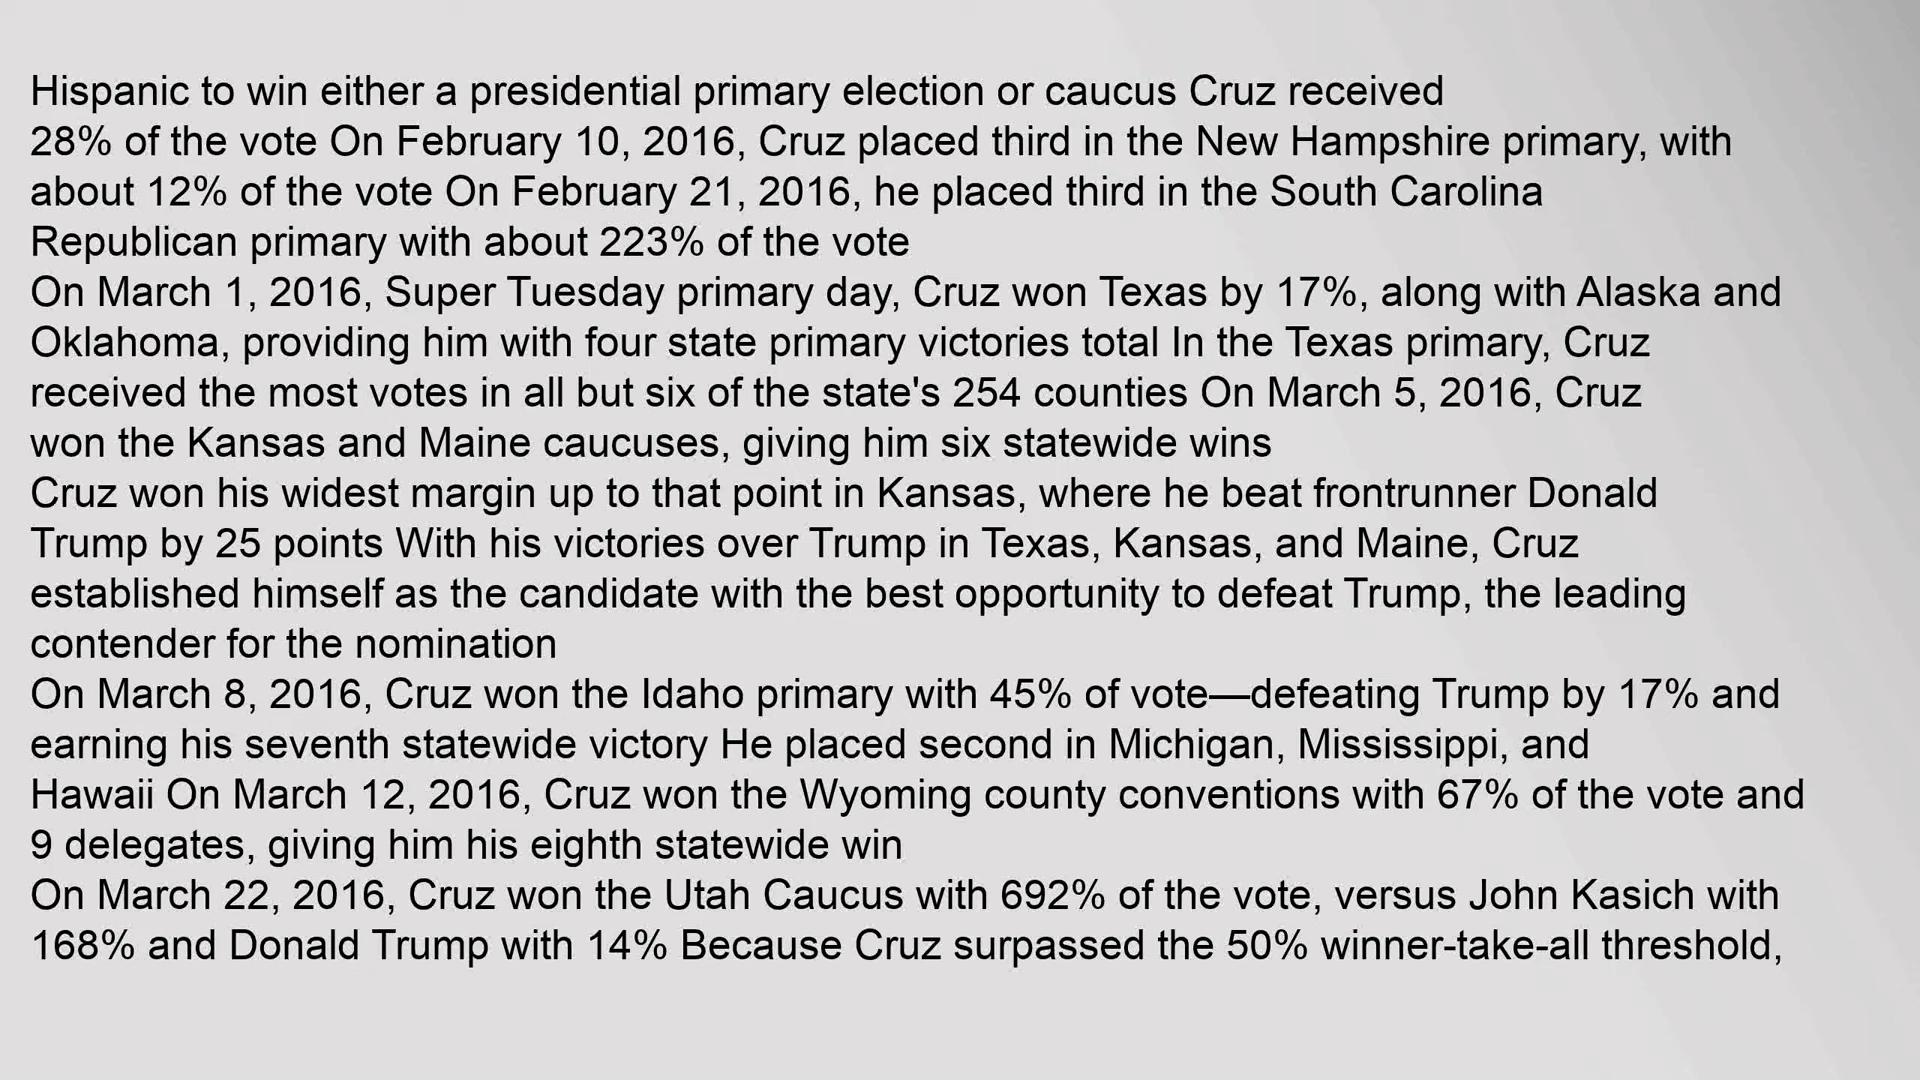 Hispanic to win either a presidential primary election or caucus Cruz received
28% of the vote On February 10, 2016, Cruz placed third in the New Hampshire primary, with
about 12% of the vote On February 21, 2016, he placed third in the South Carolina
Republican primary with about 223% of the vote
On March 1, 2016, Super Tuesday primary day, Cruz won Texas by 17%, along with Alaska and
Oklahoma, providing him with four state primary victories total In the Texas primary, Cruz
received the most votes in all but six of the state's 254 counties On March 5, 2016, Cruz
won the Kansas and Maine caucuses, giving him six statewide wins
Cruz won his widest margin up to that point in Kansas, where he beat frontrunner Donald
Trump by 25 points With his victories over Trump in Texas, Kansas, and Maine, Cruz
established himself as the candidate with the best opportunity to defeat Trump, the leading
contender for the nomination
On March 8, 2016, Cruz won the Idaho primary with 45% of vote—defeating Trump by 17% and
earning his seventh statewide victory He placed second in Michigan, Mississippi, and
Hawaii On March 12, 2016, Cruz won the Wyoming county conventions with 67% of the vote and
9 delegates, giving him his eighth statewide win
On March 22, 2016, Cruz won the Utah Caucus with 692% of the vote, versus John Kasich with
168% and Donald Trump with 14% Because Cruz surpassed the 50% winner-take-all threshold,